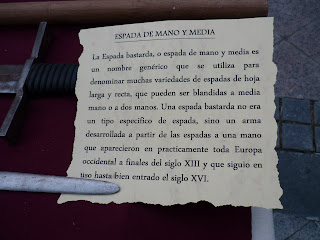 ESPADA DE MANO Y MEDIA
La Espada bastarda, o espada de mano y media es
un nombre genérico que se utiliza para
denominar muchas variedades de espadas de hoja
larga y recta, que pueden ser blandidas a media
mano o a dos manos. Una espada bastarda no era
un tipo especifico de espada, sino un arma
desarrollada a partir de las espadas a una mano
que aparecieron en practicamente toda Europa
occidental a finales del siglo XIII y que siguio en
uso hasta bien entrado el siglo XVI.